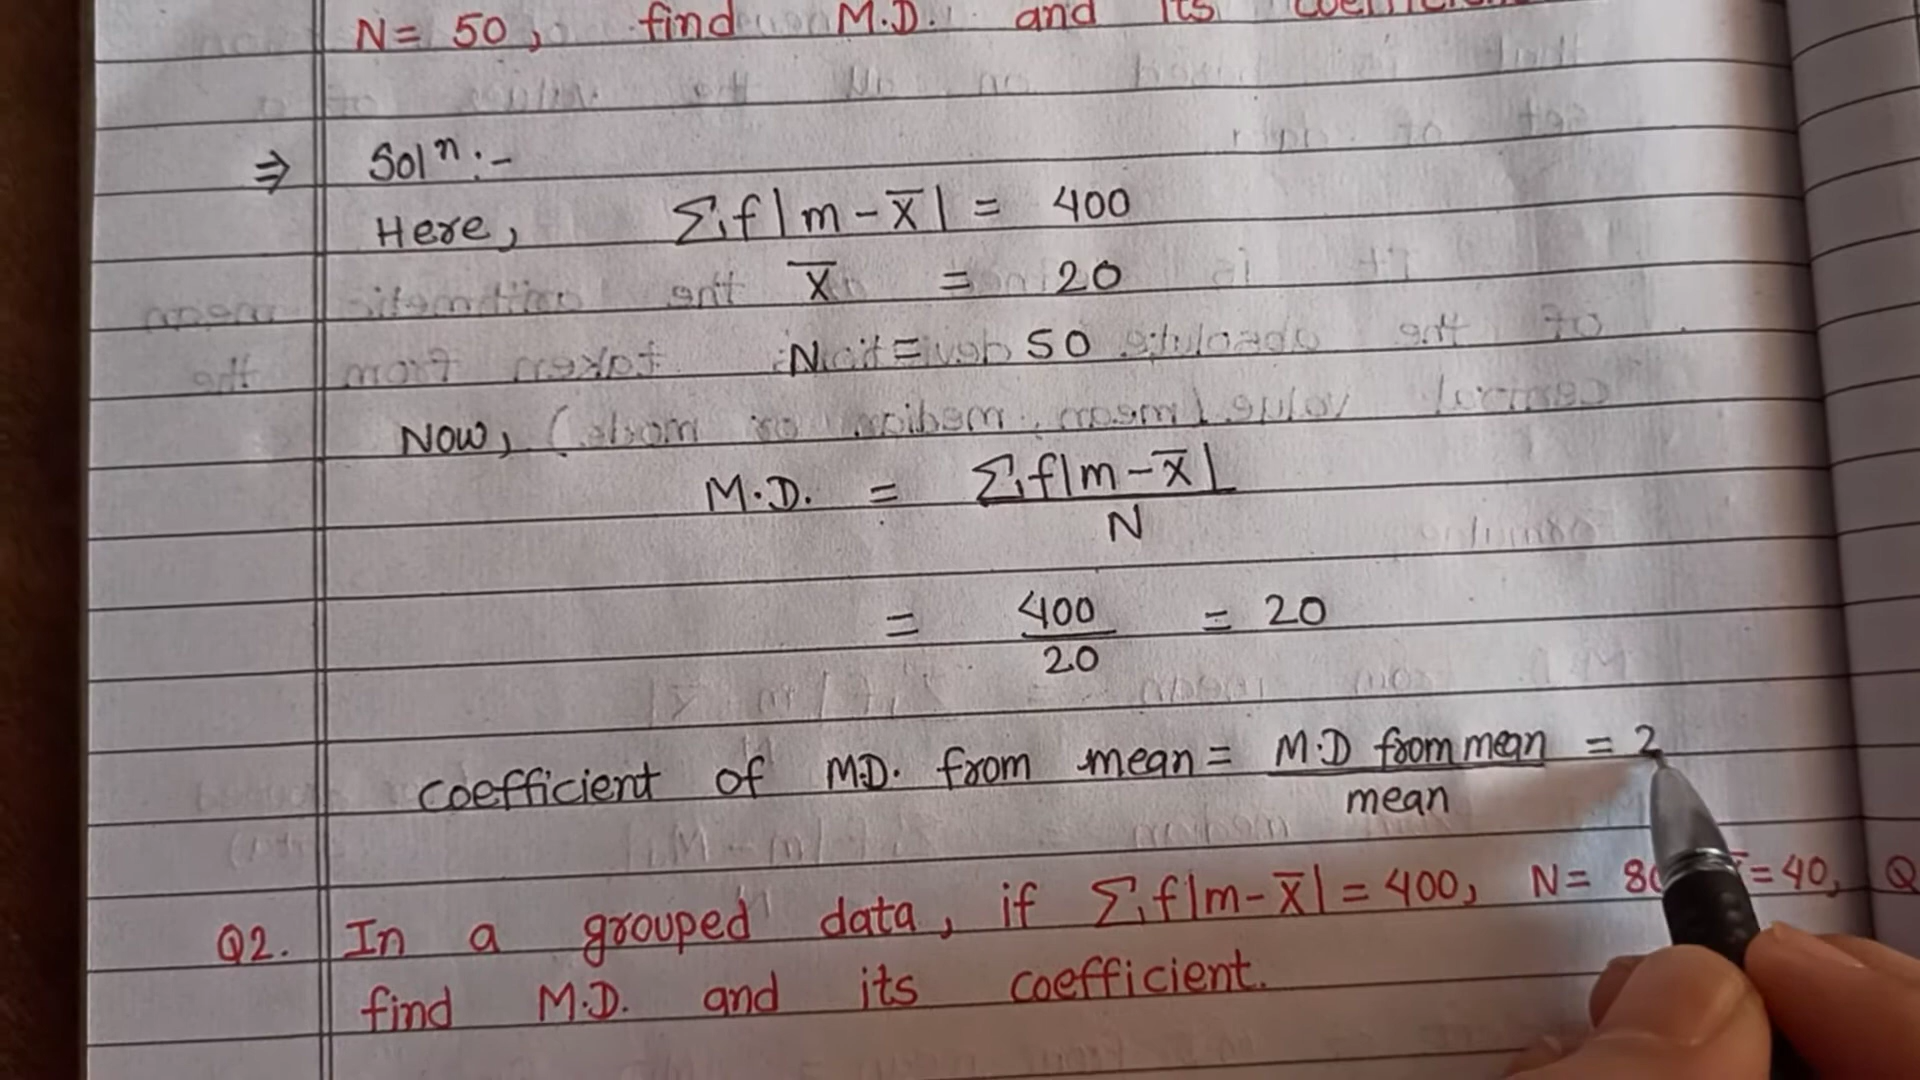 N= 50, find M.D. and its
⇒ Solⁿ:-
Here, Σf|m-x̄| = 400
x̄ = 20
N = 50
Now,
M.D. = Σf|m-x̄|
N
= 400 = 20
20
coefficient of M.D. from mean = M.D from mean = 2
mean
Q2. In a grouped data, if Σf|m-x̄| = 400, N= 80 x̄=40, Q
find M.D. and its coefficient.